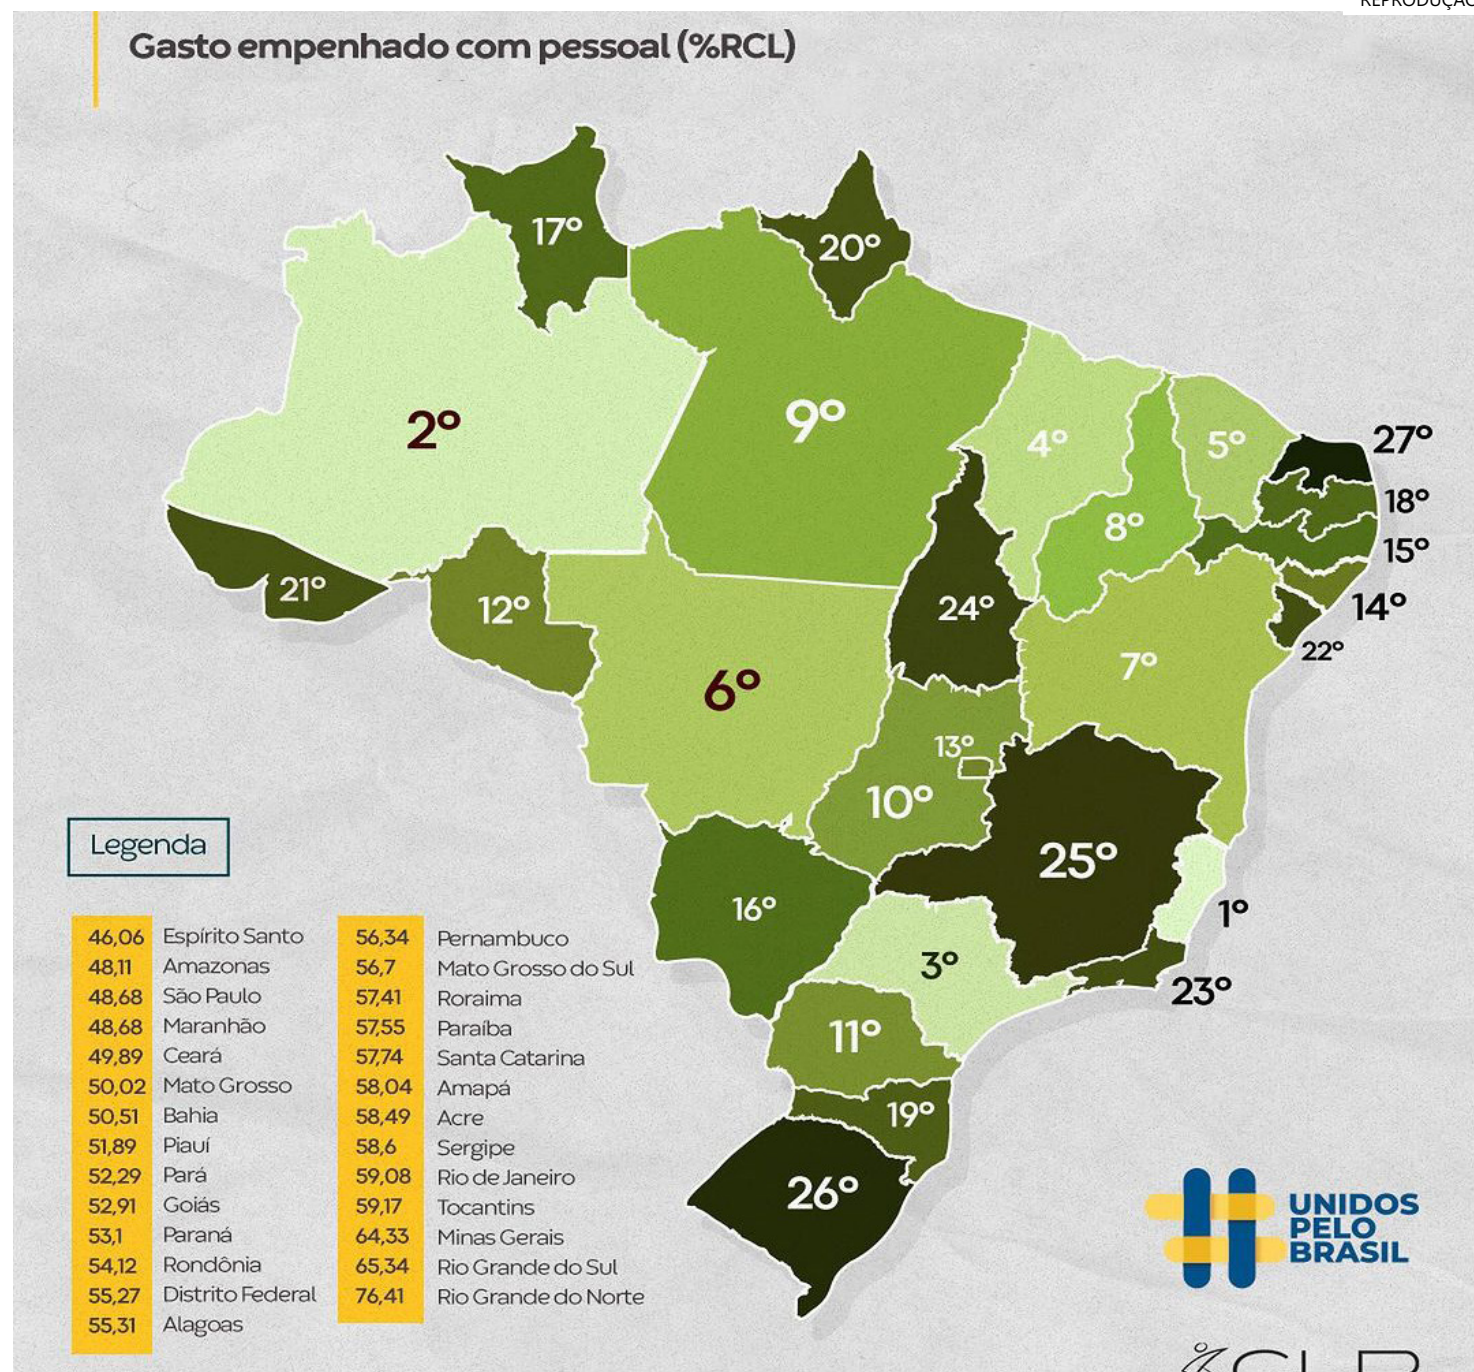 REPRODUÇÃO
Gasto empenhado com pessoal (%RCL)
17º
20º
2º
9º
4º
5º
27º
18º
8º
15º
21º
12º
24º
14º
22º
6º
7º
13º
10º
25º
16º
1º
3º
23º
11º
19º
26º
Legenda
46,06 Espírito Santo
48,11 Amazonas
48,68 São Paulo
48,68 Maranhão
49,89 Ceará
50,02 Mato Grosso
50,51 Bahia
51,89 Piauí
52,29 Pará
52,91 Goiás
53,1 Paraná
54,12 Rondônia
55,27 Distrito Federal
55,31 Alagoas
56,34 Pernambuco
56,7 Mato Grosso do Sul
57,41 Roraima
57,55 Paraíba
57,74 Santa Catarina
58,04 Amapá
58,49 Acre
58,6 Sergipe
59,08 Rio de Janeiro
59,17 Tocantins
64,33 Minas Gerais
65,34 Rio Grande do Sul
76,41 Rio Grande do Norte
UNIDOS
PELO
BRASIL